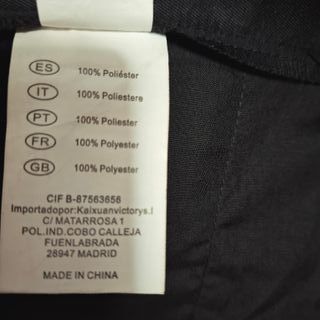 ES 100% Poliéster
IT 100% Poliestere
PT 100% Poliéster
FR 100% Polyester
GB 100% Polyester
CIF B-87563656
Importadopor:Kaixuanvictorys.l
C/ MATARROSA 1
POL.IND.COBO CALLEJA
FUENLABRADA
28947 MADRID
MADE IN CHINA